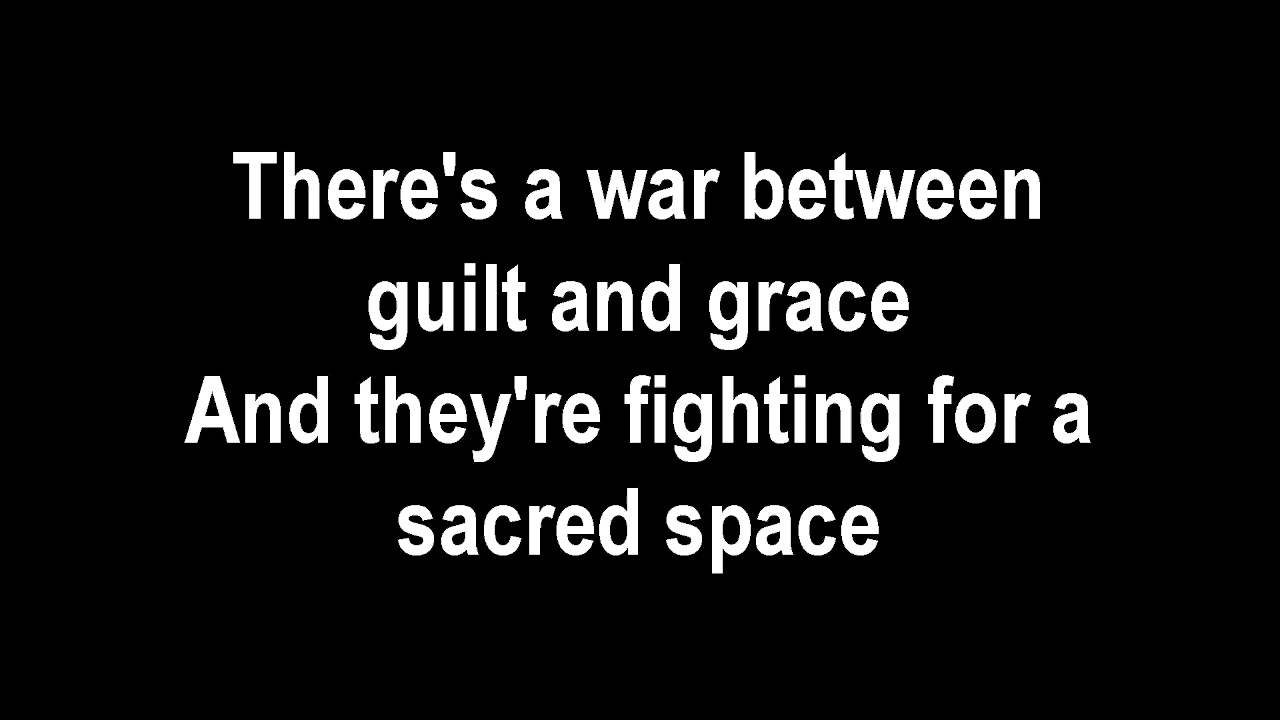 There's a war between
guilt and grace
And they're fighting for a
sacred space